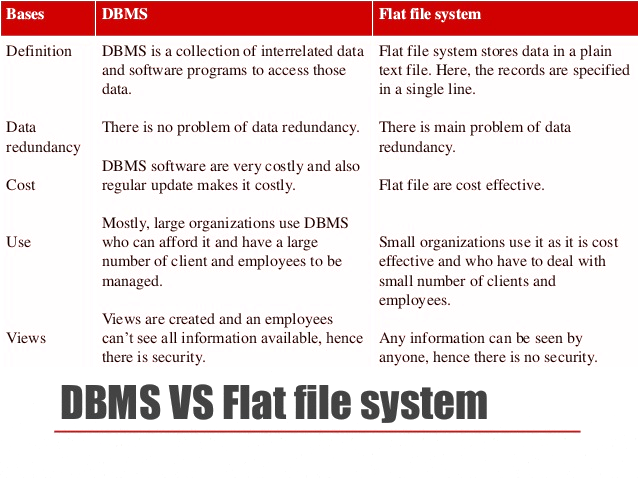 Bases DBMS Flat file system
Definition DBMS is a collection of interrelated data Flat file system stores data in a plain
and software programs to access those text file. Here, the records are specified
data. in a single line.
Data There is no problem of data redundancy. There is main problem of data
redundancy redundancy.
DBMS software are very costly and also
Cost regular update makes it costly. Flat file are cost effective.
Mostly, large organizations use DBMS
Use who can afford it and have a large Small organizations use it as it is cost
number of client and employees to be effective and who have to deal with
managed. small number of clients and
employees.
Views are created and an employees
Views can’t see all information available, hence Any information can be seen by
there is security. anyone, hence there is no security.
DBMS VS Flat file system